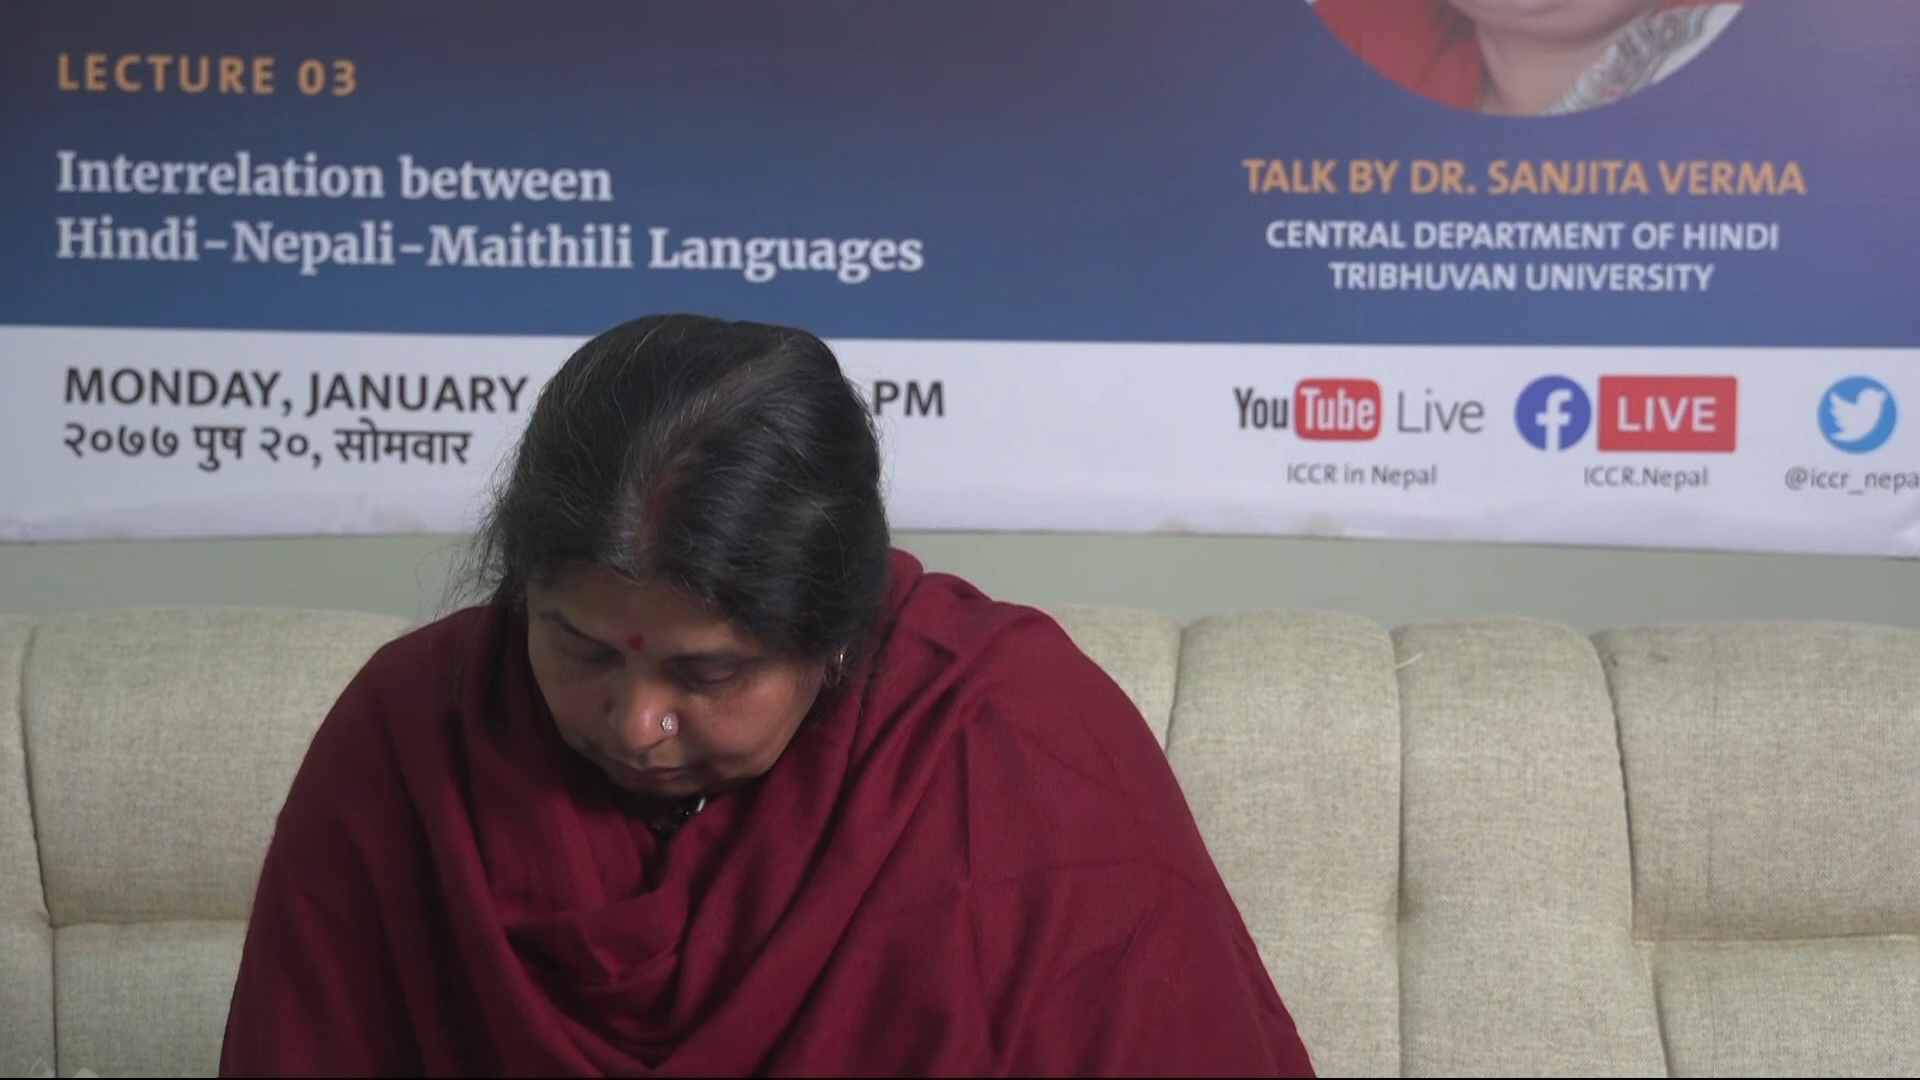 LECTURE 03
Interrelation between
Hindi-Nepali-Maithili Languages
TALK BY DR. SANJITA VERMA
CENTRAL DEPARTMENT OF HINDI
TRIBHUVAN UNIVERSITY
MONDAY, JANUARY PM
२०७७ पुष २०, सोमवार
YouTube Live
ICCR in Nepal
f LIVE
ICCR.Nepal
@iccr_nepa